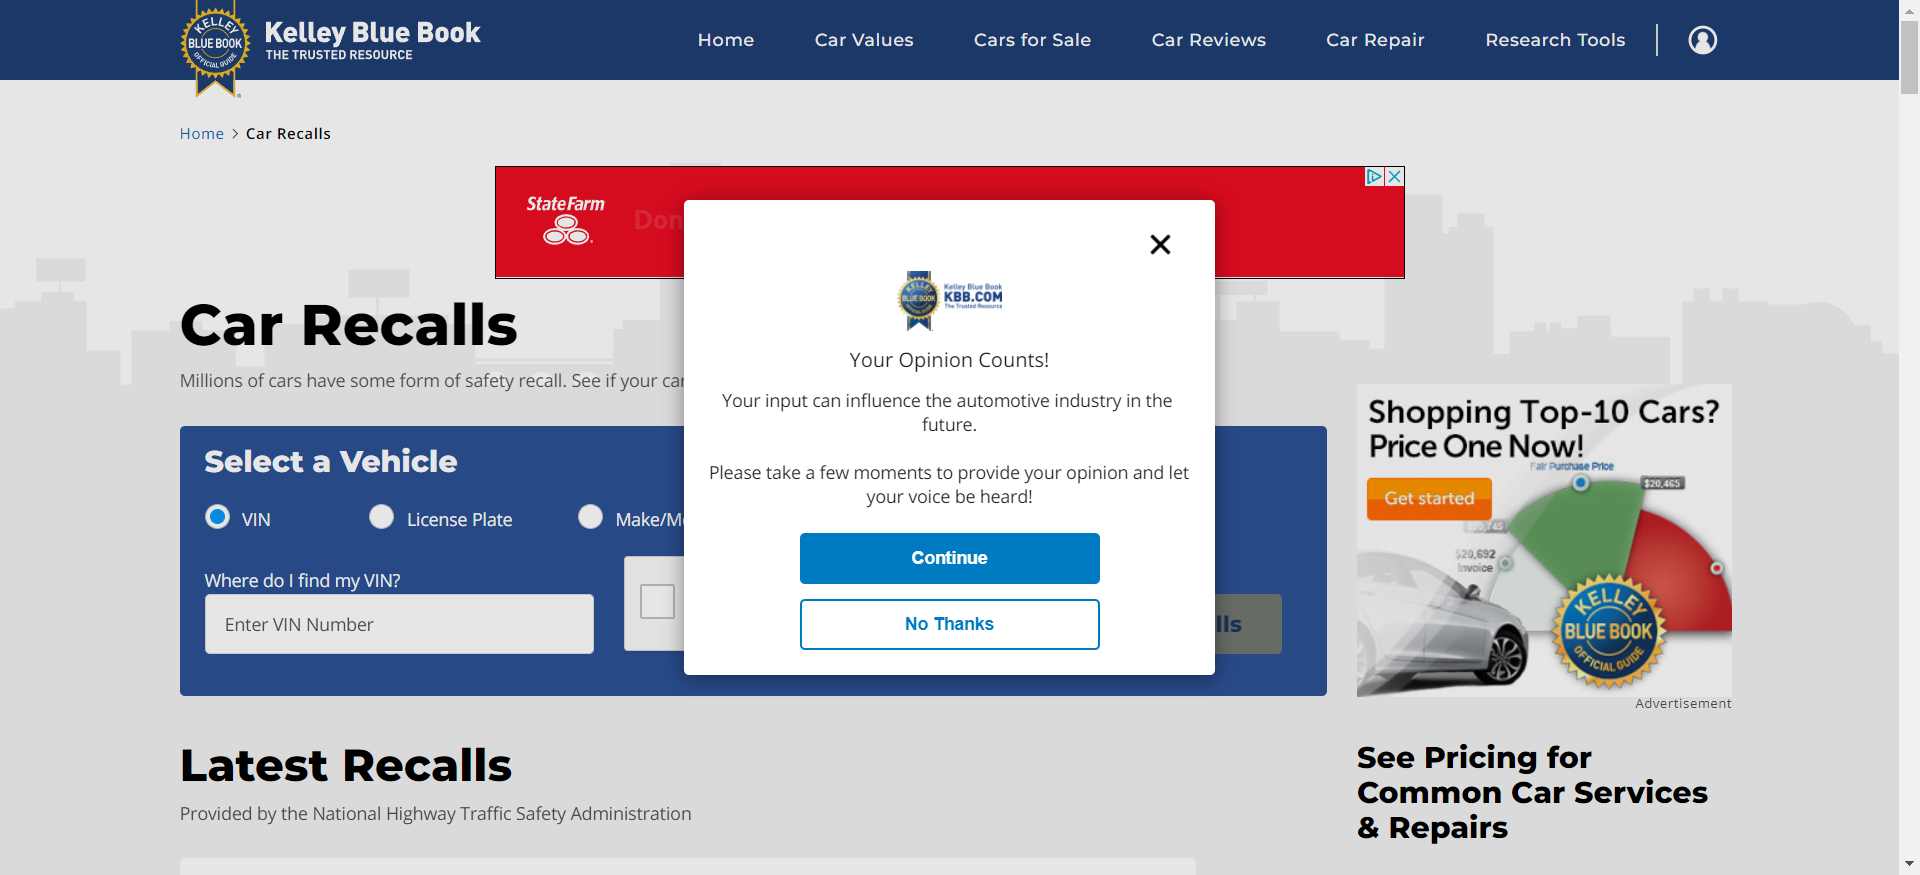 KELLEY
BLUE BOOK
OFFICIAL GUIDE
Kelley Blue Book
THE TRUSTED RESOURCE
Home
Car Values
Cars for Sale
Car Reviews
Car Repair
Research Tools
Home > Car Recalls
StateFarm
Don
Car Recalls
Millions of cars have some form of safety recall. See if your car
Select a Vehicle
VIN
License Plate
Make/M
Where do I find my VIN?
Enter VIN Number
lls
KELLEY
BLUE BOOK
Kelley Blue Book
KBB.COM
The Trusted Resource
Your Opinion Counts!
Your input can influence the automotive industry in the
future.
Please take a few moments to provide your opinion and let
your voice be heard!
Continue
No Thanks
Shopping Top-10 Cars?
Price One Now!
Fair Purchase Price
Get started
$20,465
$20,745
$20,692
Invoice
KELLEY
BLUE BOOK
OFFICIAL GUIDE
Advertisement
Latest Recalls
Provided by the National Highway Traffic Safety Administration
See Pricing for
Common Car Services
& Repairs